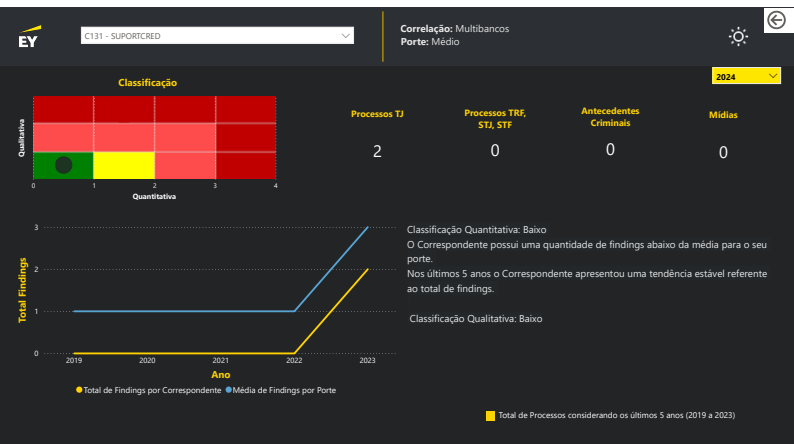 EY
C131 - SUPORTCRED
Correlação: Multibancos
Porte: Médio
2024
Classificação
Qualitativa
0 1 2 3 4
Quantitativa
Processos TJ
2
Processos TRF,
STJ, STF
0
Antecedentes
Criminais
0
Mídias
0
Total Findings
3
2
1
0
2019 2020 2021 2022 2023
Ano
Total de Findings por Correspondente Média de Findings por Porte
Classificação Quantitativa: Baixo
O Correspondente possui uma quantidade de findings abaixo da média para o seu
porte.
Nos últimos 5 anos o Correspondente apresentou uma tendência estável referente
ao total de findings.
Classificação Qualitativa: Baixo
Total de Processos considerando os últimos 5 anos (2019 a 2023)